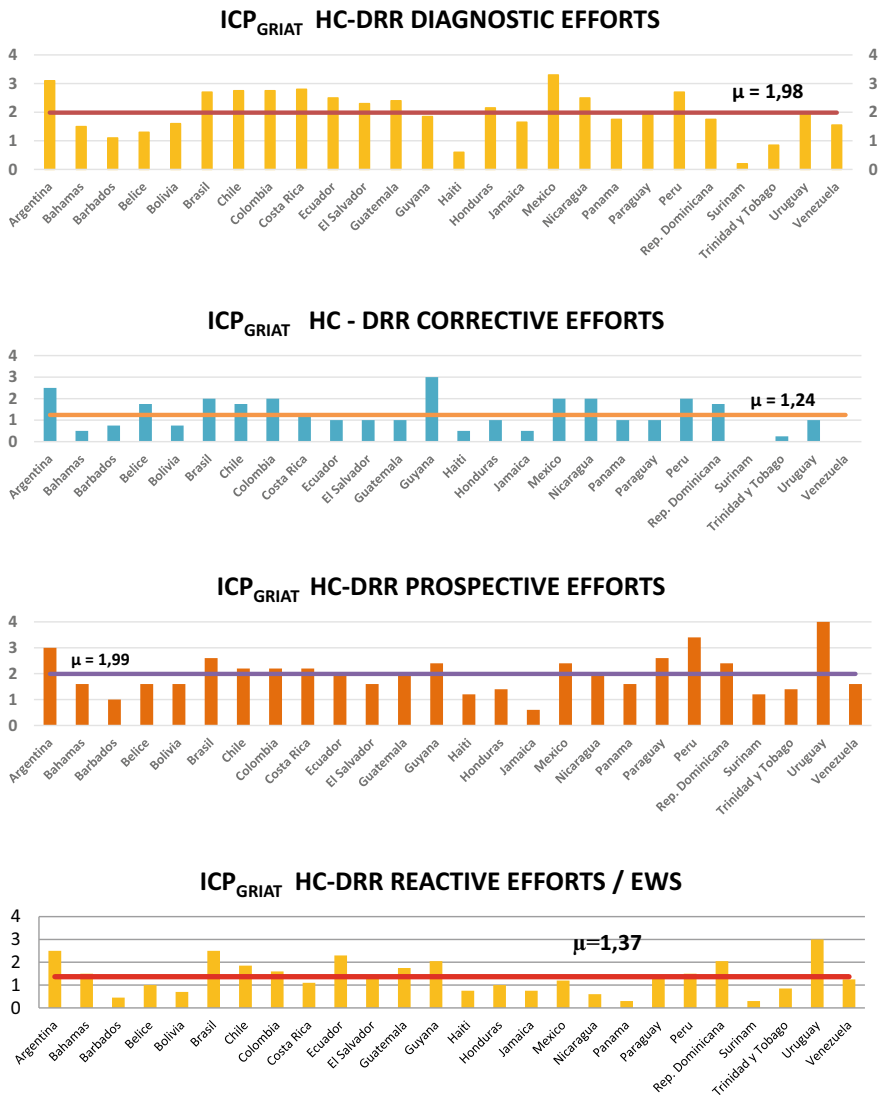 ICP_GRIAT HC-DRR DIAGNOSTIC EFFORTS
4 4
3 3
μ = 1,98
2 2
1 1
0 0
Argentina Bahamas Barbados Belice Bolivia Brasil Chile Colombia Costa Rica Ecuador El Salvador Guatemala Guyana Haiti Honduras Jamaica Mexico Nicaragua Panama Paraguay Peru Rep. Dominicana Surinam Trinidad y Tobago Uruguay Venezuela
ICP_GRIAT HC - DRR CORRECTIVE EFFORTS
4
3
2
μ = 1,24
1
0
Argentina Bahamas Barbados Belice Bolivia Brasil Chile Colombia Costa Rica Ecuador El Salvador Guatemala Guyana Haiti Honduras Jamaica Mexico Nicaragua Panama Paraguay Peru Rep. Dominicana Surinam Trinidad y Tobago Uruguay Venezuela
ICP_GRIAT HC-DRR PROSPECTIVE EFFORTS
4
3
μ = 1,99
2
1
0
Argentina Bahamas Barbados Belice Bolivia Brasil Chile Colombia Costa Rica Ecuador El Salvador Guatemala Guyana Haiti Honduras Jamaica Mexico Nicaragua Panama Paraguay Peru Rep. Dominicana Surinam Trinidad y Tobago Uruguay Venezuela
ICP_GRIAT HC-DRR REACTIVE EFFORTS / EWS
4
3
μ=1,37
2
1
0
Argentina Bahamas Barbados Belice Bolivia Brasil Chile Colombia Costa Rica Ecuador El Salvador Guatemala Guyana Haiti Honduras Jamaica Mexico Nicaragua Panama Paraguay Peru Rep. Dominicana Surinam Trinidad y Tobago Uruguay Venezuela